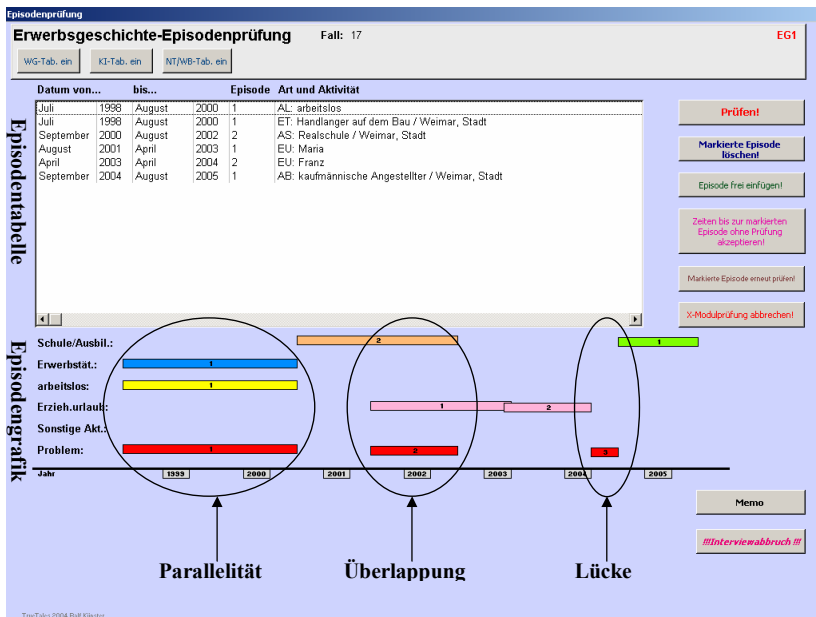 Episodenprüfung
Erwerbsgeschichte-Episodenprüfung Fall: 17 EG1
WG-Tab. ein KI-Tab. ein NT/WB-Tab. ein
Datum von... bis... Episode Art und Aktivität
Juli 1998 August 2000 1 AL: arbeitslos
Juli 1998 August 2000 1 ET: Handlanger auf dem Bau / Weimar, Stadt
September 2000 August 2002 2 AS: Realschule / Weimar, Stadt
August 2001 April 2003 1 EU: Maria
April 2003 April 2004 2 EU: Franz
September 2004 August 2005 1 AB: kaufmännische Angestellter / Weimar, Stadt
Episodentabelle
Prüfen!
Markierte Episode
löschen!
Episode frei einfügen!
Zeiten bis zur markierten
Episode ohne Prüfung
akzeptieren!
Markierte Episode erneut prüfen!
X-Modulprüfung abbrechen!
Episodengrafik
Schule/Ausbil.: 2 1
Erwerbstät.: 1
arbeitslos: 1
Erzieh.urlaub: 1 2
Sonstige Akt.:
Problem: 1 2 3
Jahr 1999 2000 2001 2002 2003 2004 2005
Memo
!!!Interviewabbruch !!!
Parallelität Überlappung Lücke
TrueTales 2004 Ralf Künster